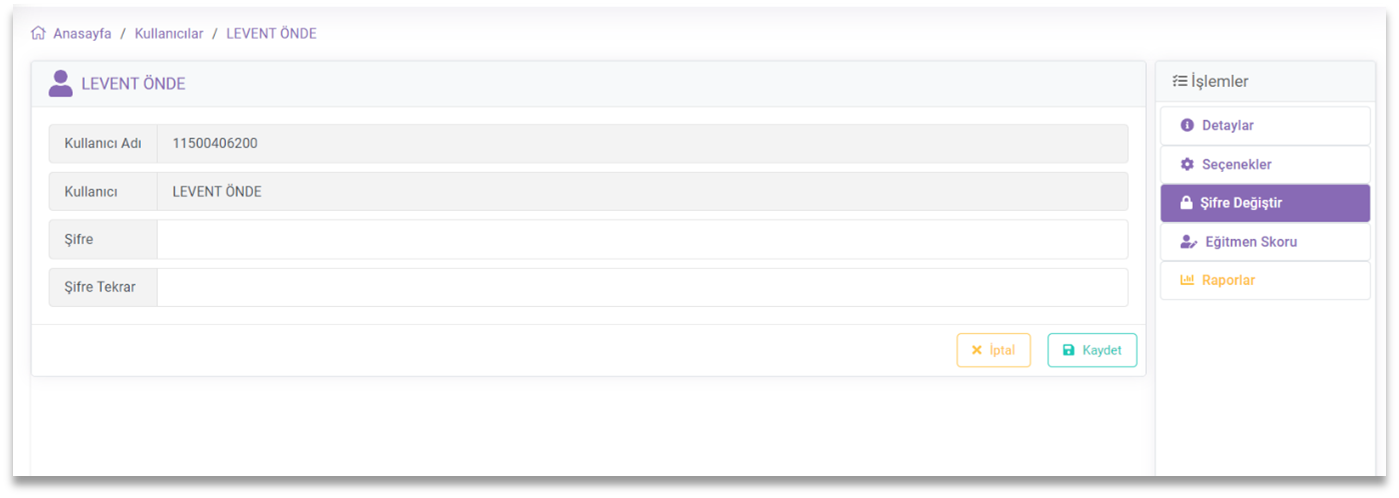 Anasayfa / Kullanıcılar / LEVENT ÖNDE
LEVENT ÖNDE
Kullanıcı Adı 11500406200
Kullanıcı LEVENT ÖNDE
Şifre
Şifre Tekrar
İptal Kaydet
İşlemler
Detaylar
Seçenekler
Şifre Değiştir
Eğitmen Skoru
Raporlar